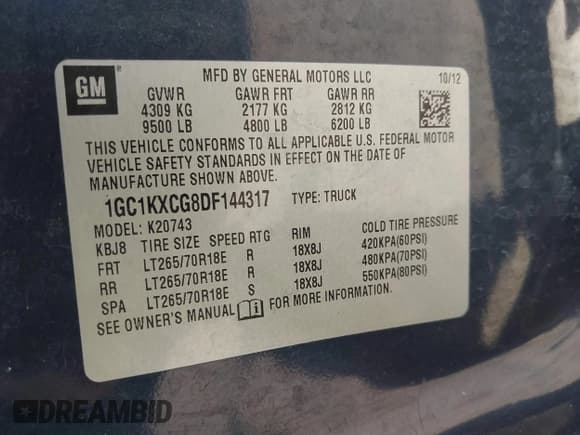 GM
MFD BY GENERAL MOTORS LLC 10/12
GVWR GAWR FRT GAWR RR
4309 KG 2177 KG 2812 KG
9500 LB 4800 LB 6200 LB
THIS VEHICLE CONFORMS TO ALL APPLICABLE U.S. FEDERAL MOTOR
VEHICLE SAFETY STANDARDS IN EFFECT ON THE DATE OF
MANUFACTURE SHOWN ABOVE.
1GC1KXCG8DF144317 TYPE: TRUCK
MODEL: K20743
KBJ8 TIRE SIZE SPEED RTG RIM COLD TIRE PRESSURE
FRT LT265/70R18E R 18X8J 420KPA(60PSI)
RR LT265/70R18E R 18X8J 480KPA(70PSI)
SPA LT265/70R18E S 18X8J 550KPA(80PSI)
SEE OWNER'S MANUAL FOR MORE INFORMATION.
DREAMBID